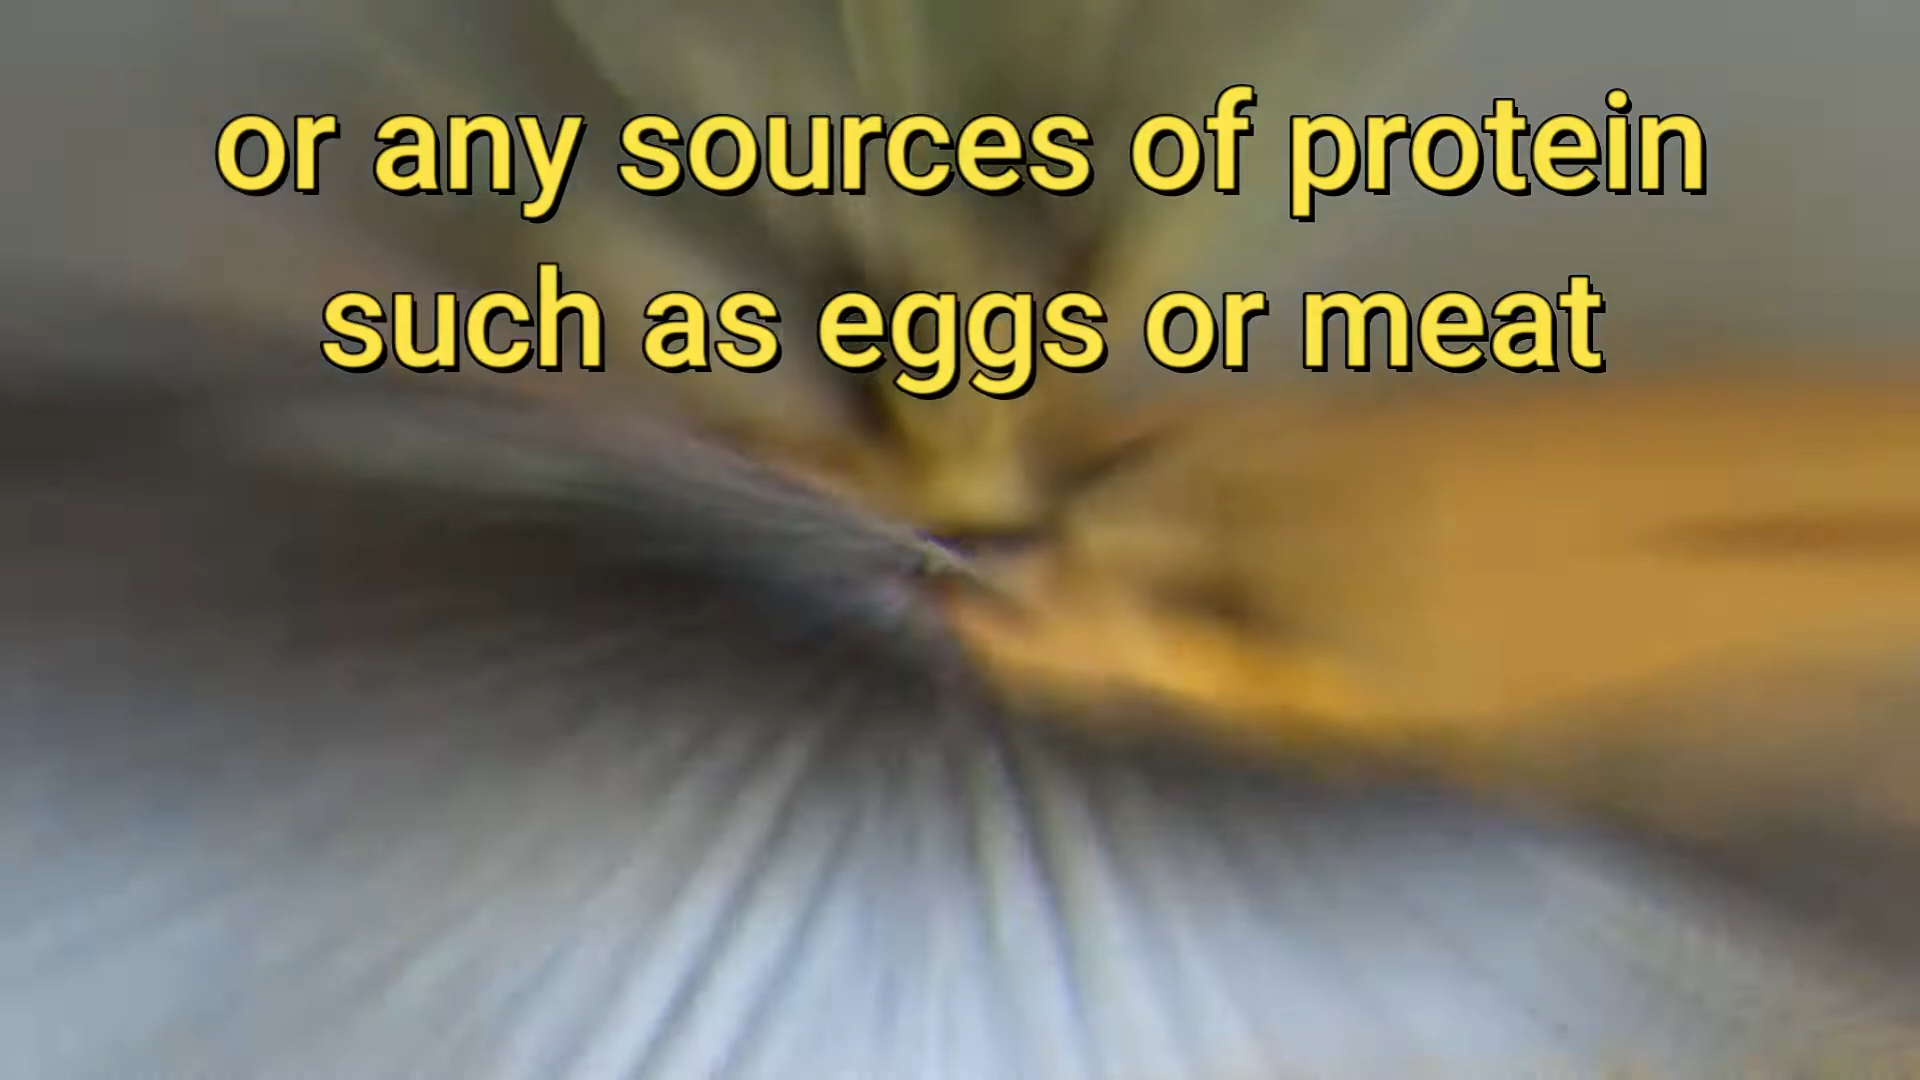 or any sources of protein
such as eggs or meat